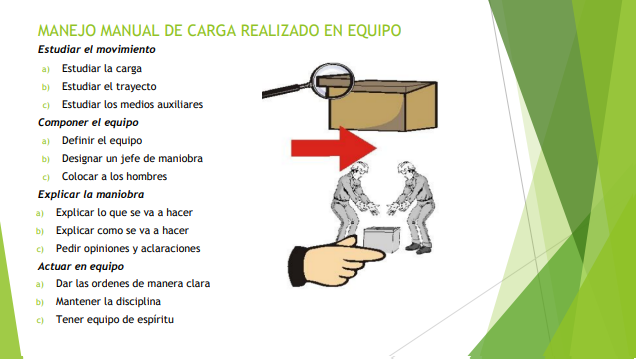 MANEJO MANUAL DE CARGA REALIZADO EN EQUIPO
Estudiar el movimiento
a) Estudiar la carga
b) Estudiar el trayecto
c) Estudiar los medios auxiliares
Componer el equipo
a) Definir el equipo
b) Designar un jefe de maniobra
c) Colocar a los hombres
Explicar la maniobra
a) Explicar lo que se va a hacer
b) Explicar como se va a hacer
c) Pedir opiniones y aclaraciones
Actuar en equipo
a) Dar las ordenes de manera clara
b) Mantener la disciplina
c) Tener equipo de espíritu